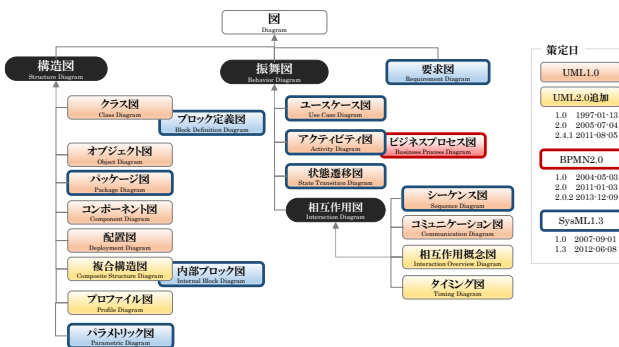 図
Diagram
構造図
Structure Diagram
振舞図
Behavior Diagram
要求図
Requirement Diagram
クラス図
Class Diagram
ブロック定義図
Block Definition Diagram
オブジェクト図
Object Diagram
パッケージ図
Package Diagram
コンポーネント図
Component Diagram
配置図
Deployment Diagram
複合構造図
Composite Structure Diagram
内部ブロック図
Internal Block Diagram
プロファイル図
Profile Diagram
パラメトリック図
Parametric Diagram
ユースケース図
Use Case Diagram
アクティビティ図
Activity Diagram
ビジネスプロセス図
Business Process Diagram
状態遷移図
State Transition Diagram
相互作用図
Interaction Diagram
シーケンス図
Sequence Diagram
コミュニケーション図
Communication Diagram
相互作用概念図
Interaction Overview Diagram
タイミング図
Timing Diagram
策定日
UML1.0
UML2.0追加
1.0 1997-01-13
2.0 2005-07-04
2.4.1 2011-08-05
BPMN2.0
1.0 2004-05-03
2.0 2011-01-03
2.0.2 2013-12-09
SysML1.3
1.0 2007-09-01
1.3 2012-06-08